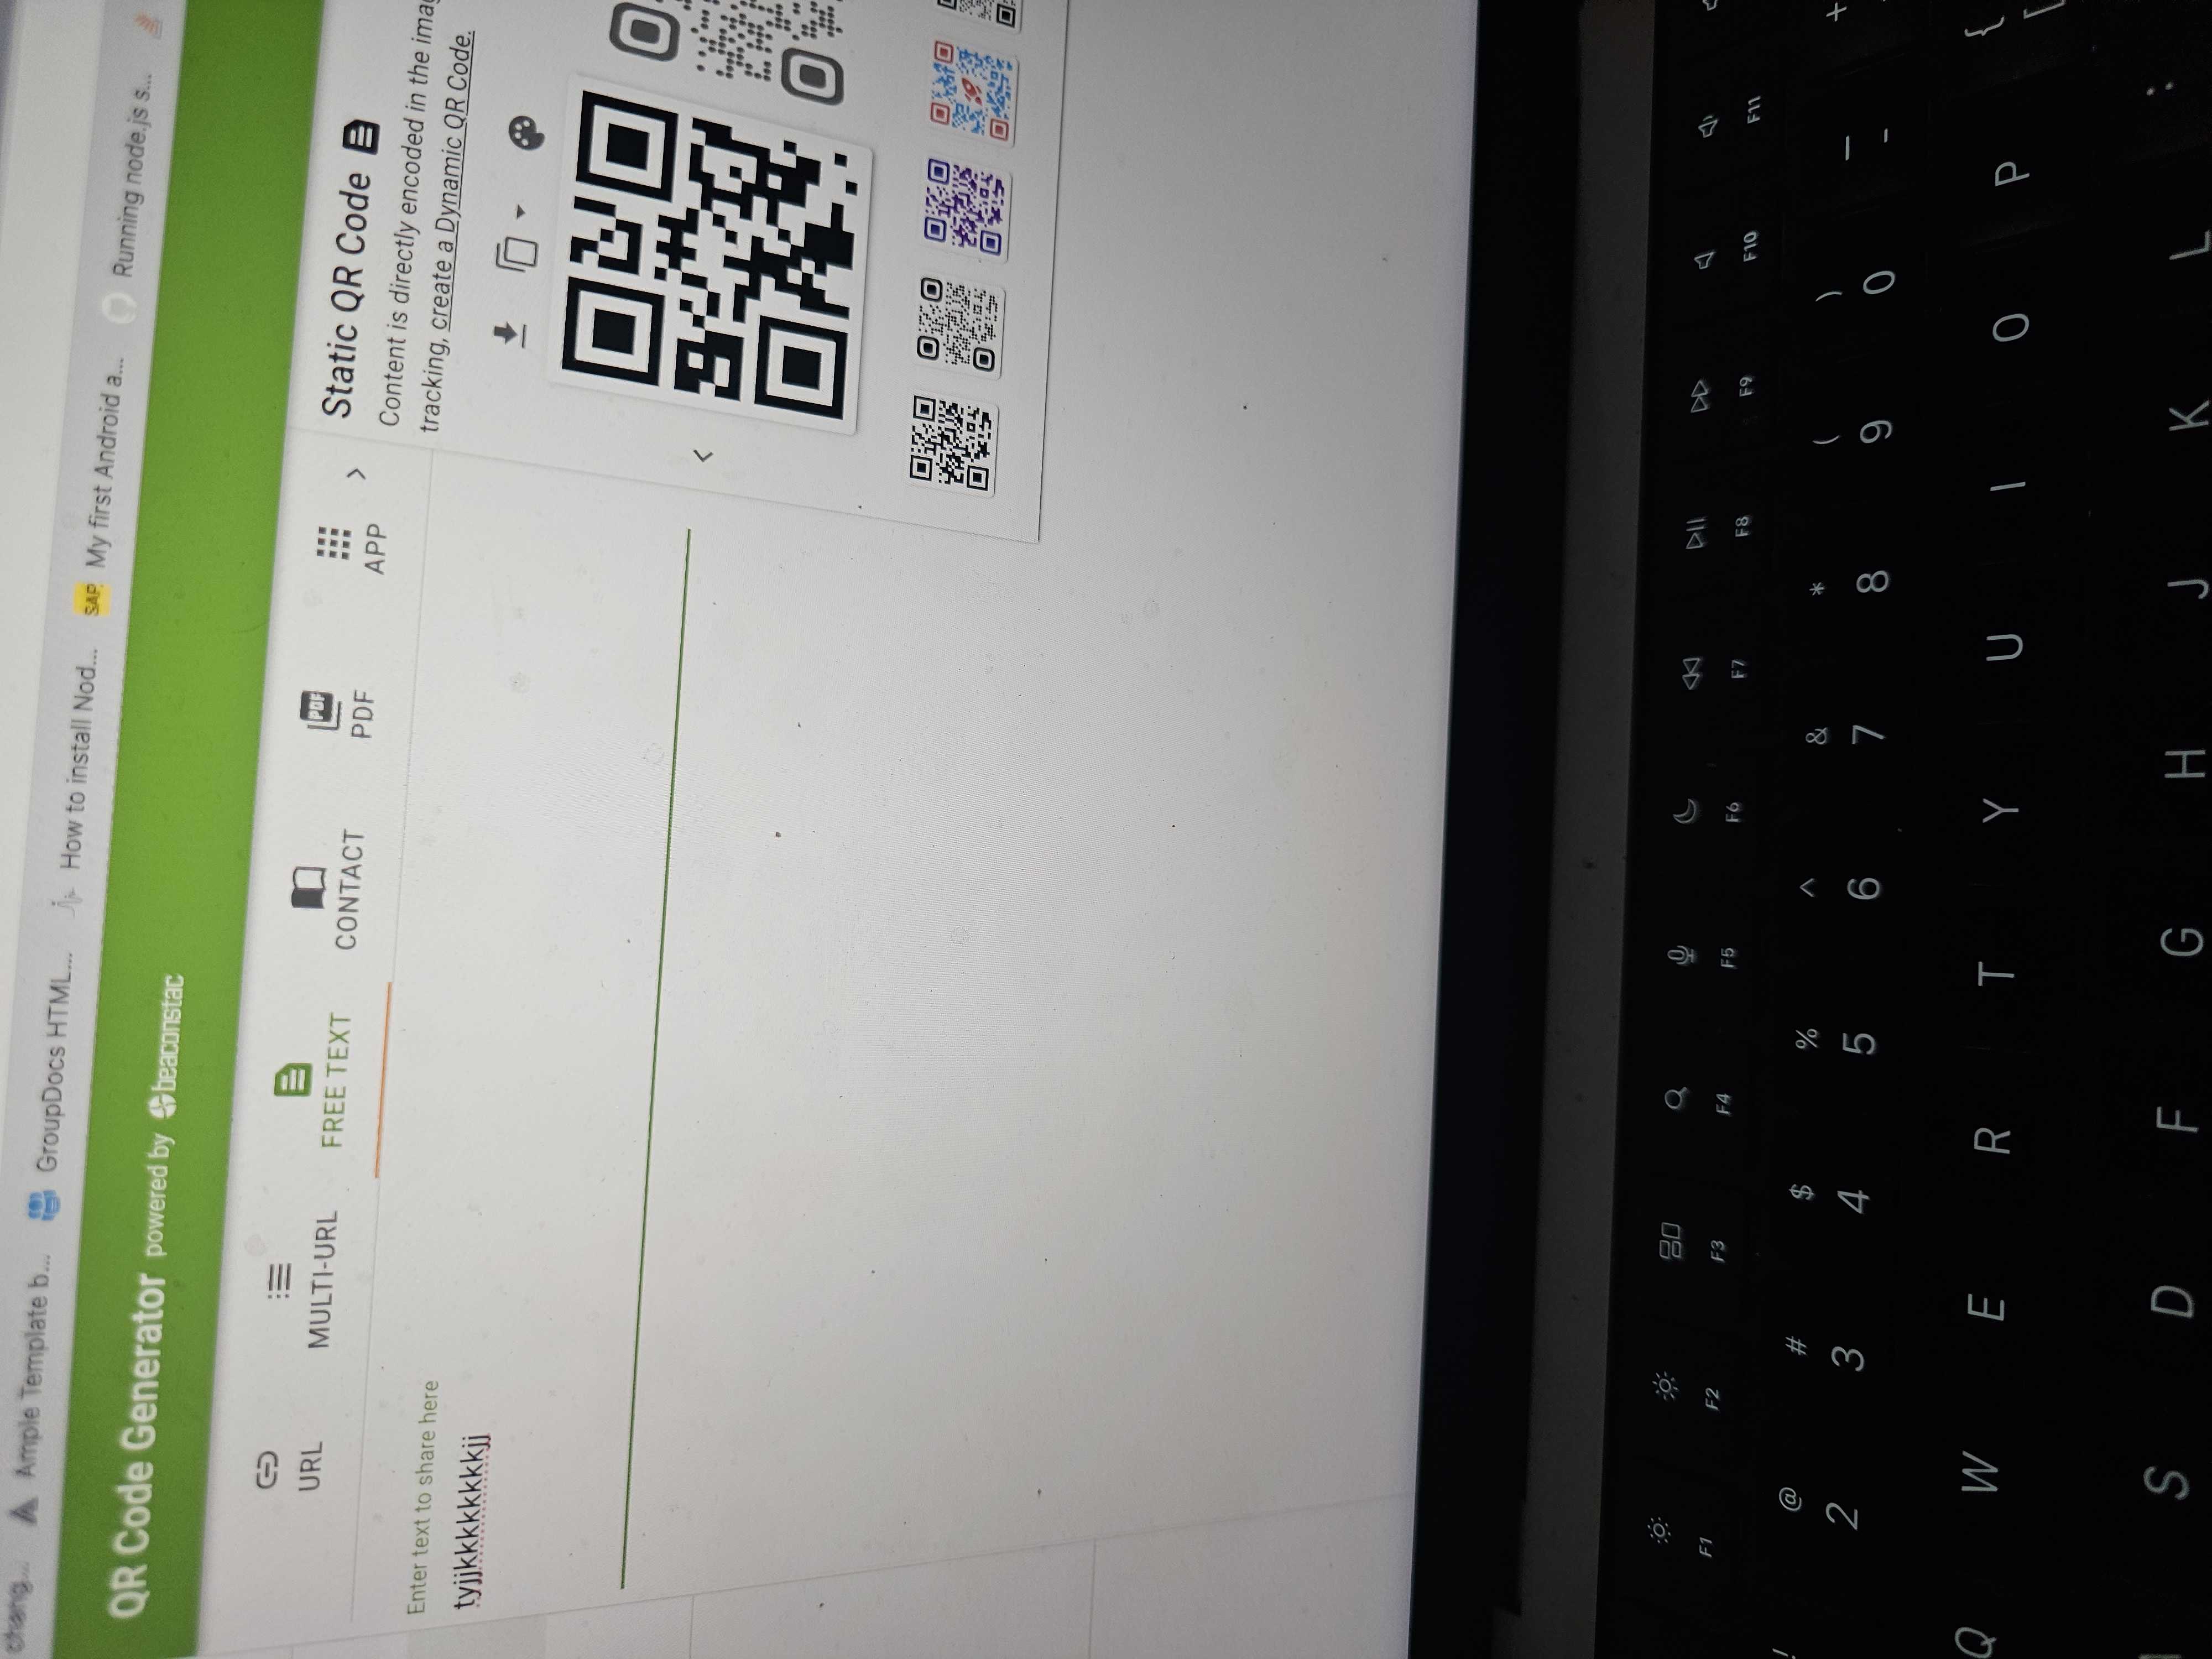 chang...
Ample Template b...
GroupDocs HTML...
How to install Nod...
SAP
My first Android a...
Running node.js s...
QR Code Generator powered by beaconstac
URL
MULTI-URL
FREE TEXT
CONTACT
PDF
PDF
APP
Enter text to share here
tyjjkkkkkkkkjj
Static QR Code
Content is directly encoded in the ima
tracking, create a Dynamic QR Code.
F1
F2
F3
F4
F5
F6
F7
F8
F9
F10
F11
! @ # $ % ^ & * ( ) _ +
2 3 4 5 6 7 8 9 0 -
Q W E R T Y U I O P { [
S D F G H J K L :